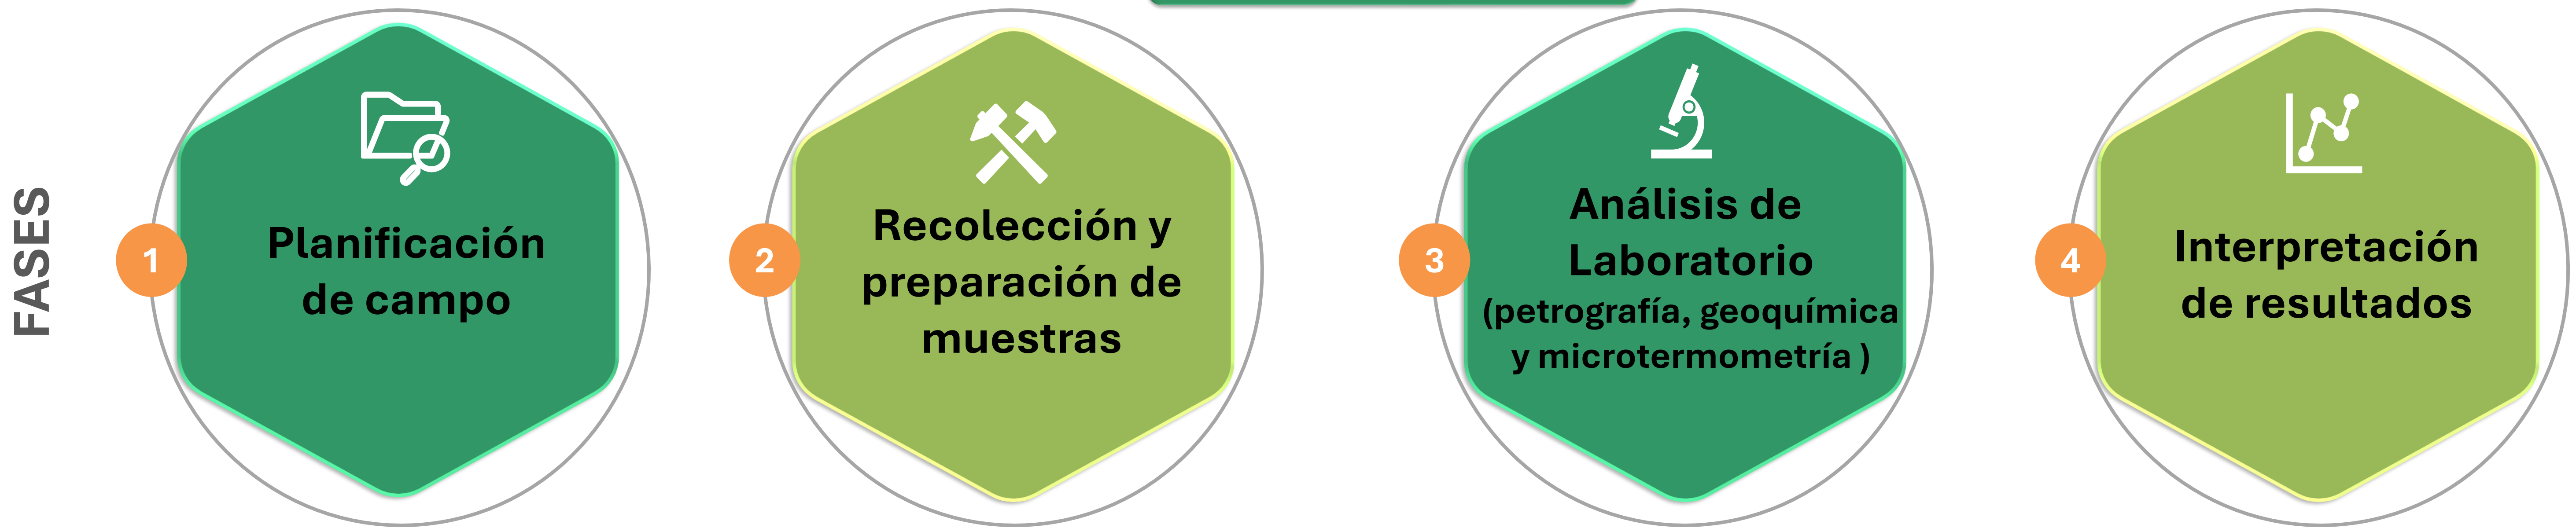 FASES
1
Planificación
de campo
2
Recolección y
preparación de
muestras
3
Análisis de
Laboratorio
(petrografía, geoquímica
y microtermometría )
4
Interpretación
de resultados